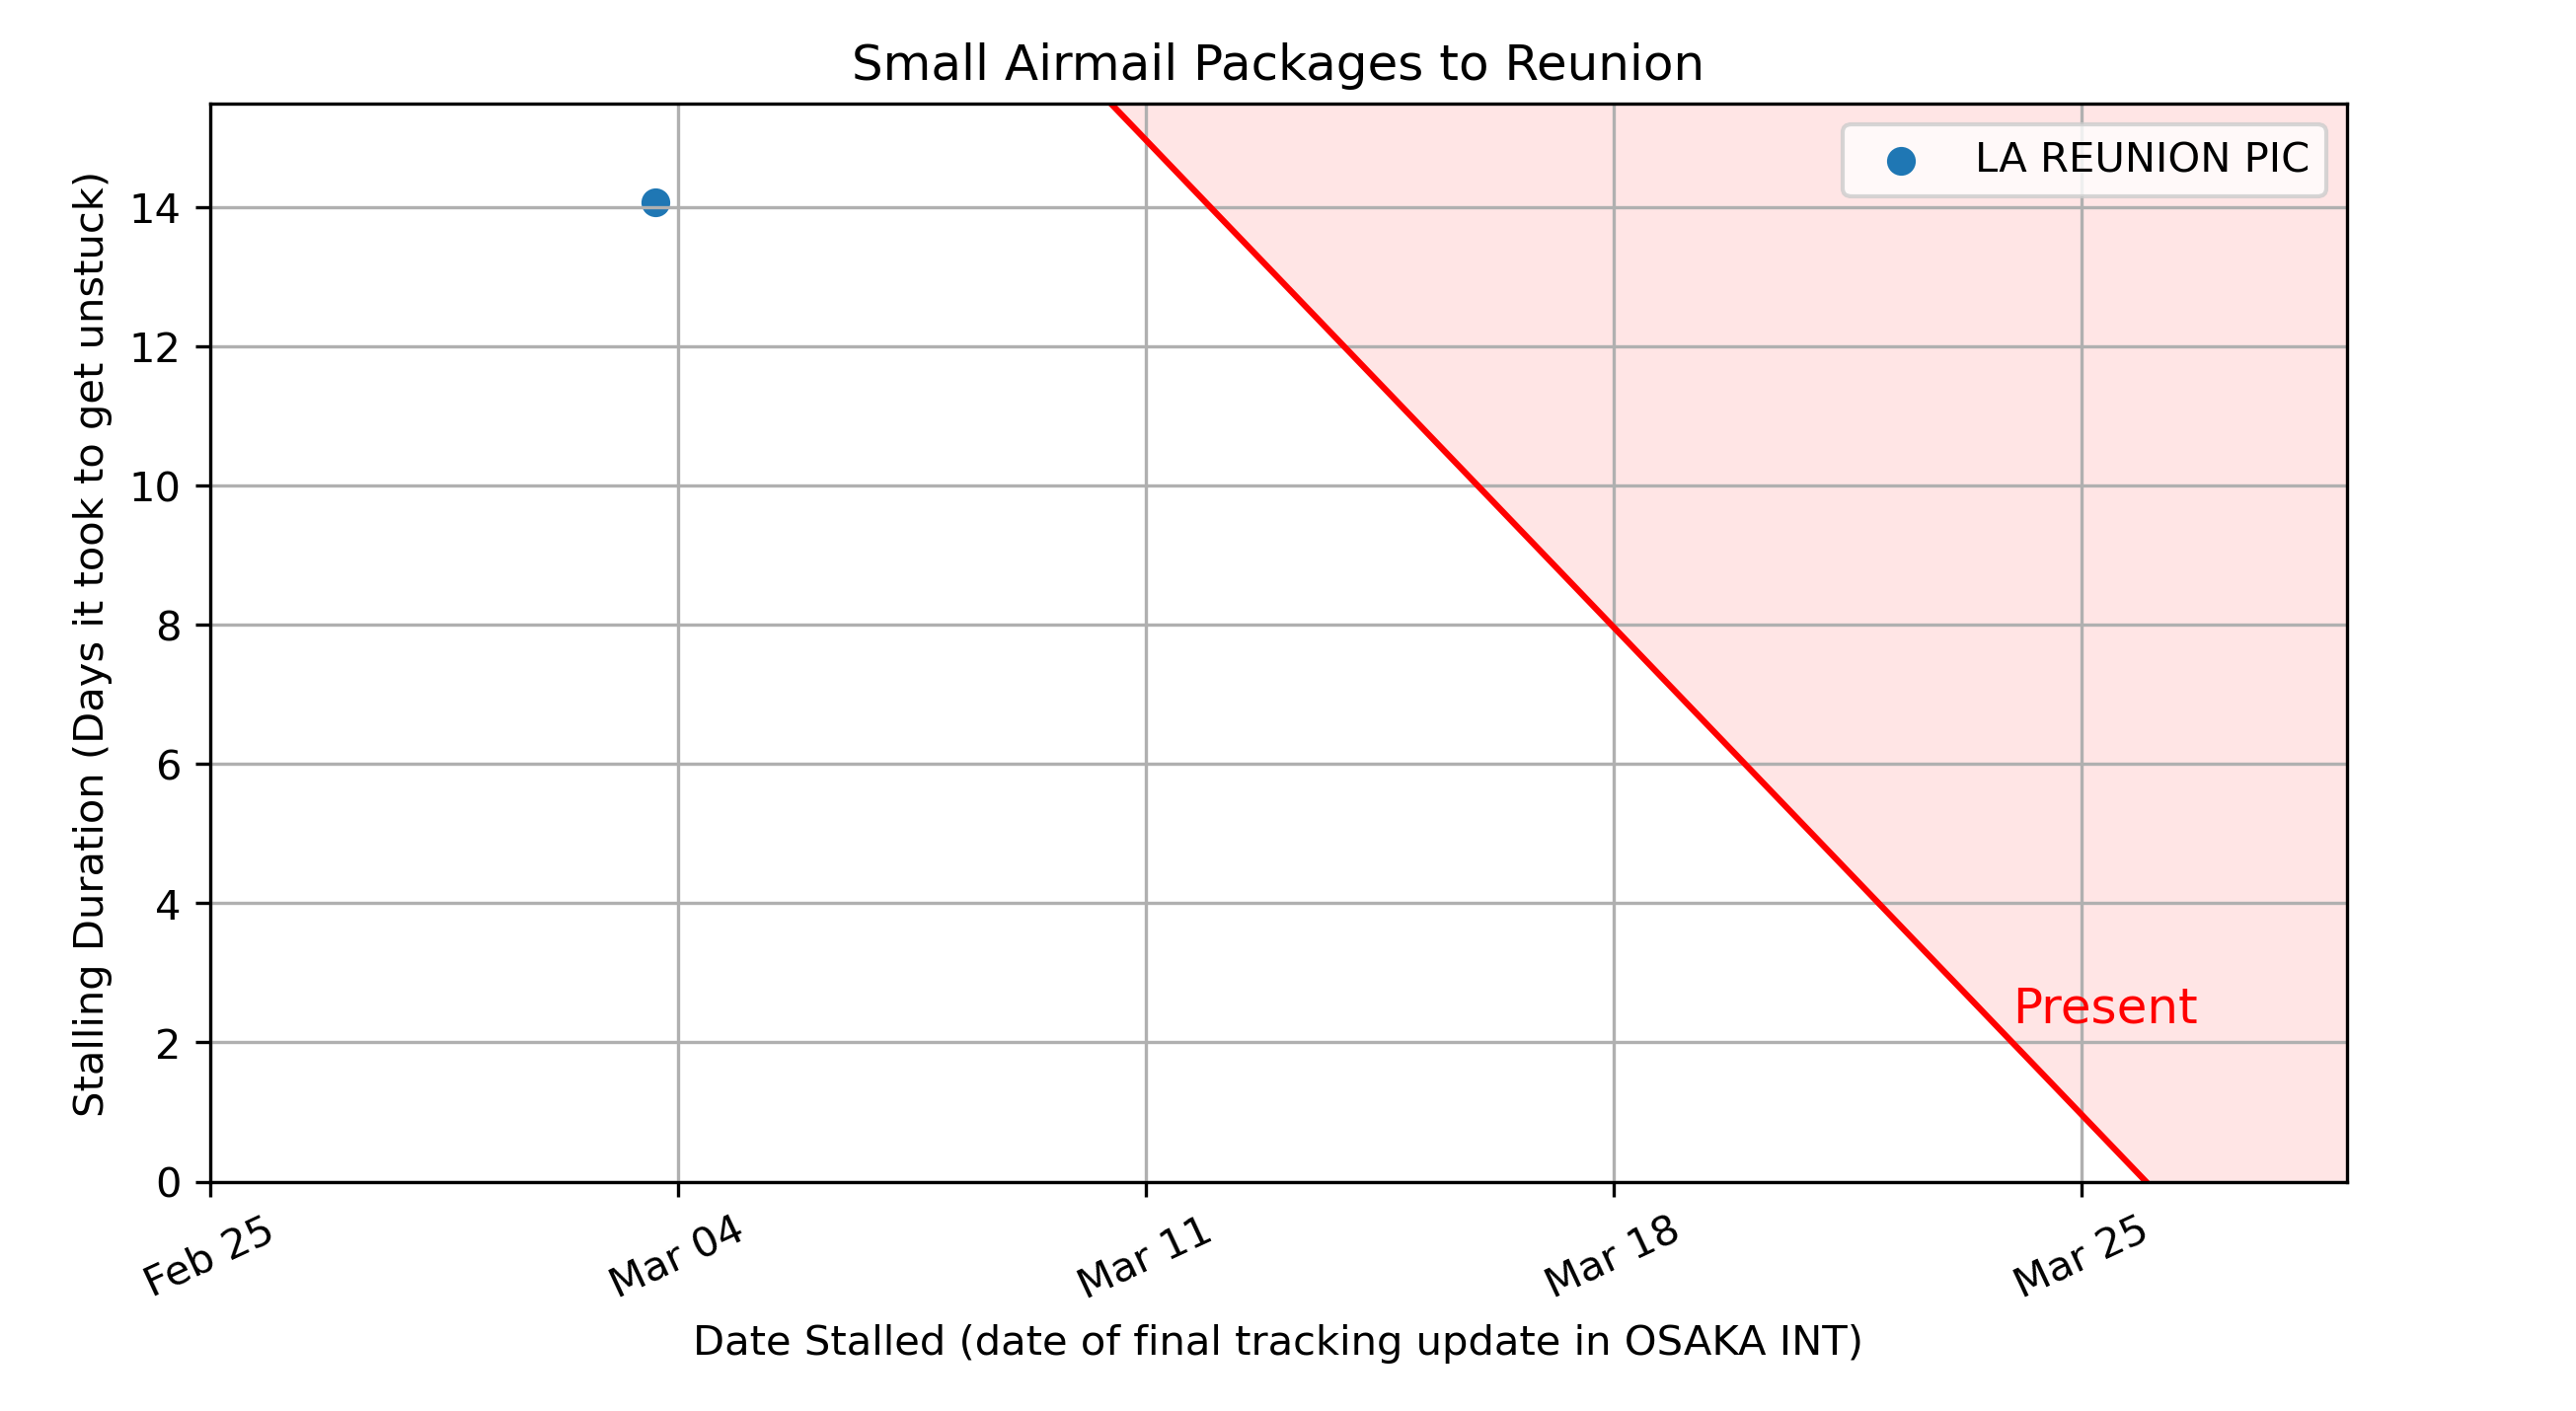 Small Airmail Packages to Reunion
LA REUNION PIC
Stalling Duration (Days it took to get unstuck)
14
12
10
8
6
4
2
0
Present
Feb 25
Mar 04
Mar 11
Mar 18
Mar 25
Date Stalled (date of final tracking update in OSAKA INT)